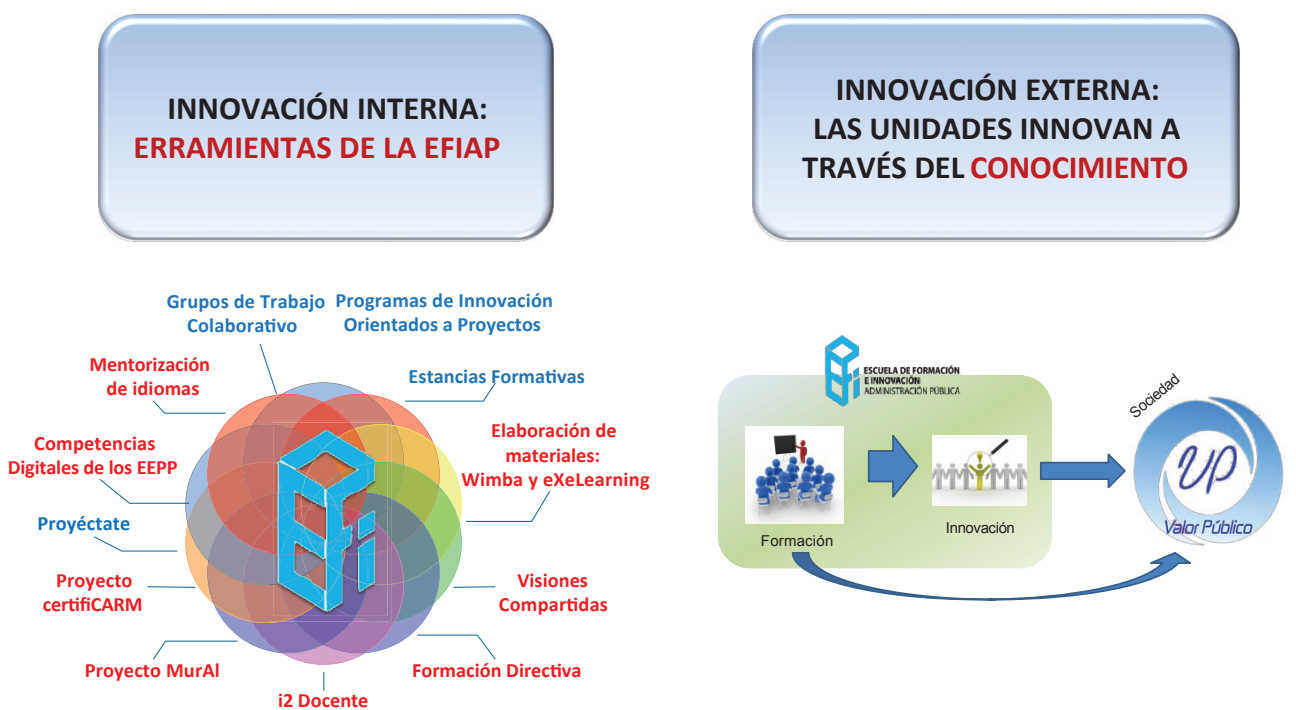 INNOVACIÓN INTERNA:
ERRAMIENTAS DE LA EFIAP
INNOVACIÓN EXTERNA:
LAS UNIDADES INNOVAN A
TRAVÉS DEL CONOCIMIENTO
Grupos de Trabajo
Colaborativo
Programas de Innovación
Orientados a Proyectos
Mentorización
de idiomas
Estancias Formativas
Competencias
Digitales de los EEPP
Elaboración de
materiales:
Wimba y eXeLearning
Proyéctate
Proyecto
certifiCARM
Visiones
Compartidas
Proyecto MurAl
Formación Directiva
i2 Docente
EFi
ESCUELA DE FORMACIÓN
E INNOVACIÓN
ADMINISTRACIÓN PÚBLICA
Formación
Innovación
Sociedad
VP
Valor Público